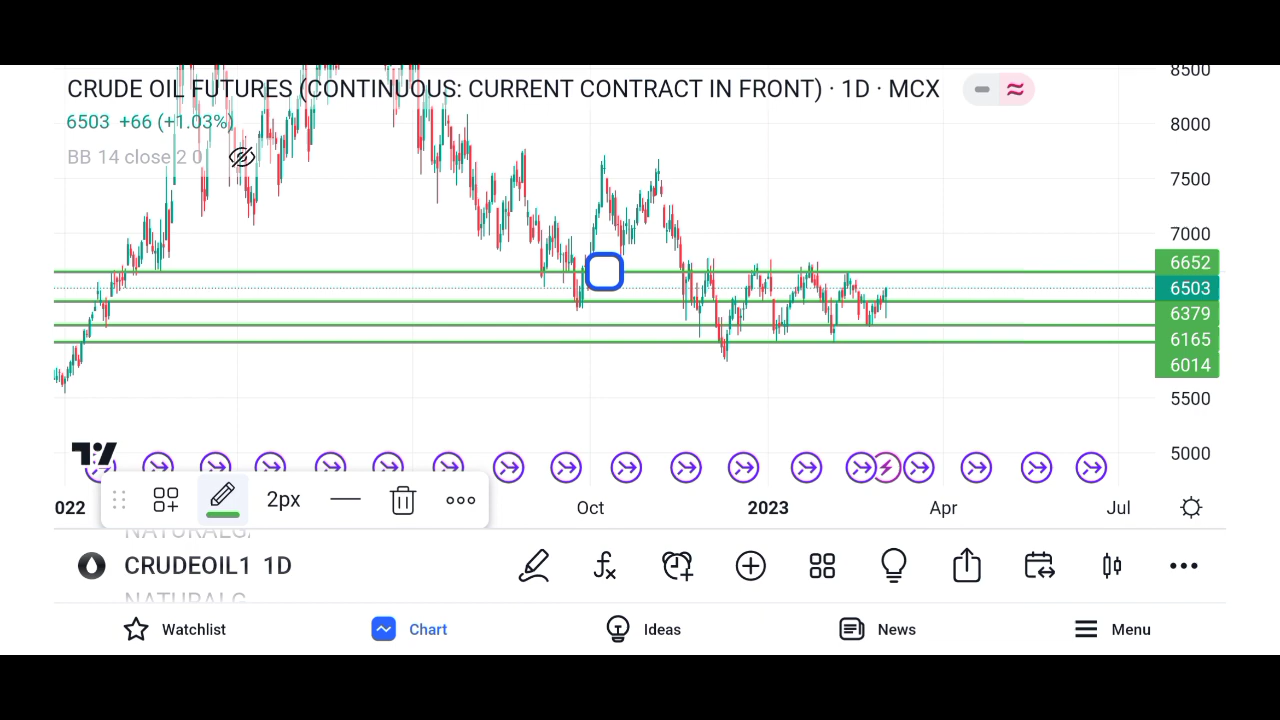 8500
CRUDE OIL FUTURES (CONTINUOUS: CURRENT CONTRACT IN FRONT) · 1D · MCX
6503 +66 (+1.03%)
8000
BB 14 close 2 0
7500
7000
6652
6503
6379
6165
6014
5500
5000
2px
022 Oct 2023 Apr Jul
NATURALGA
CRUDEOIL1 1D
NATURALG
Watchlist Chart Ideas News Menu